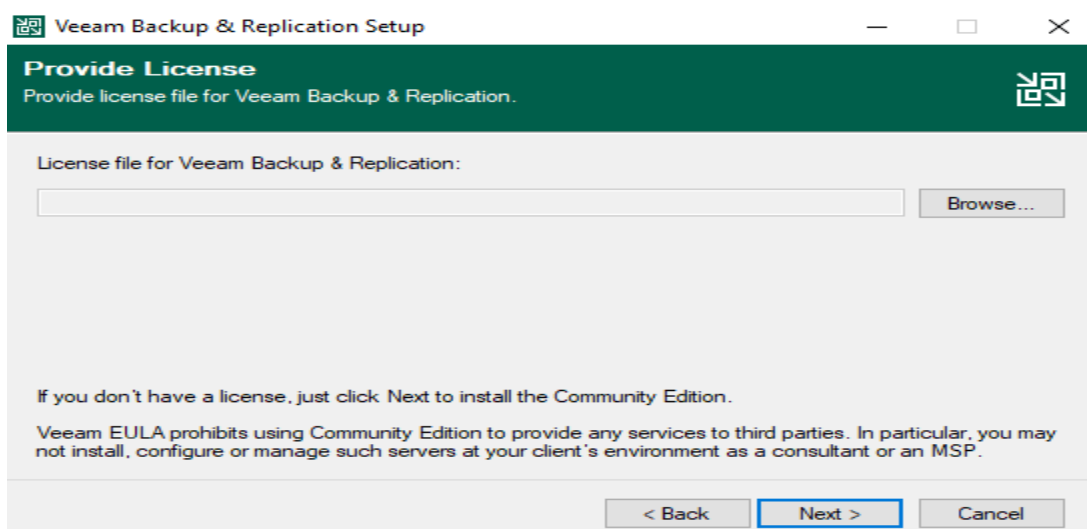 Veeam Backup & Replication Setup
Provide License
Provide license file for Veeam Backup & Replication.
License file for Veeam Backup & Replication:
Browse...
If you don't have a license, just click Next to install the Community Edition.
Veeam EULA prohibits using Community Edition to provide any services to third parties. In particular, you may
not install, configure or manage such servers at your client's environment as a consultant or an MSP.
< Back Next > Cancel